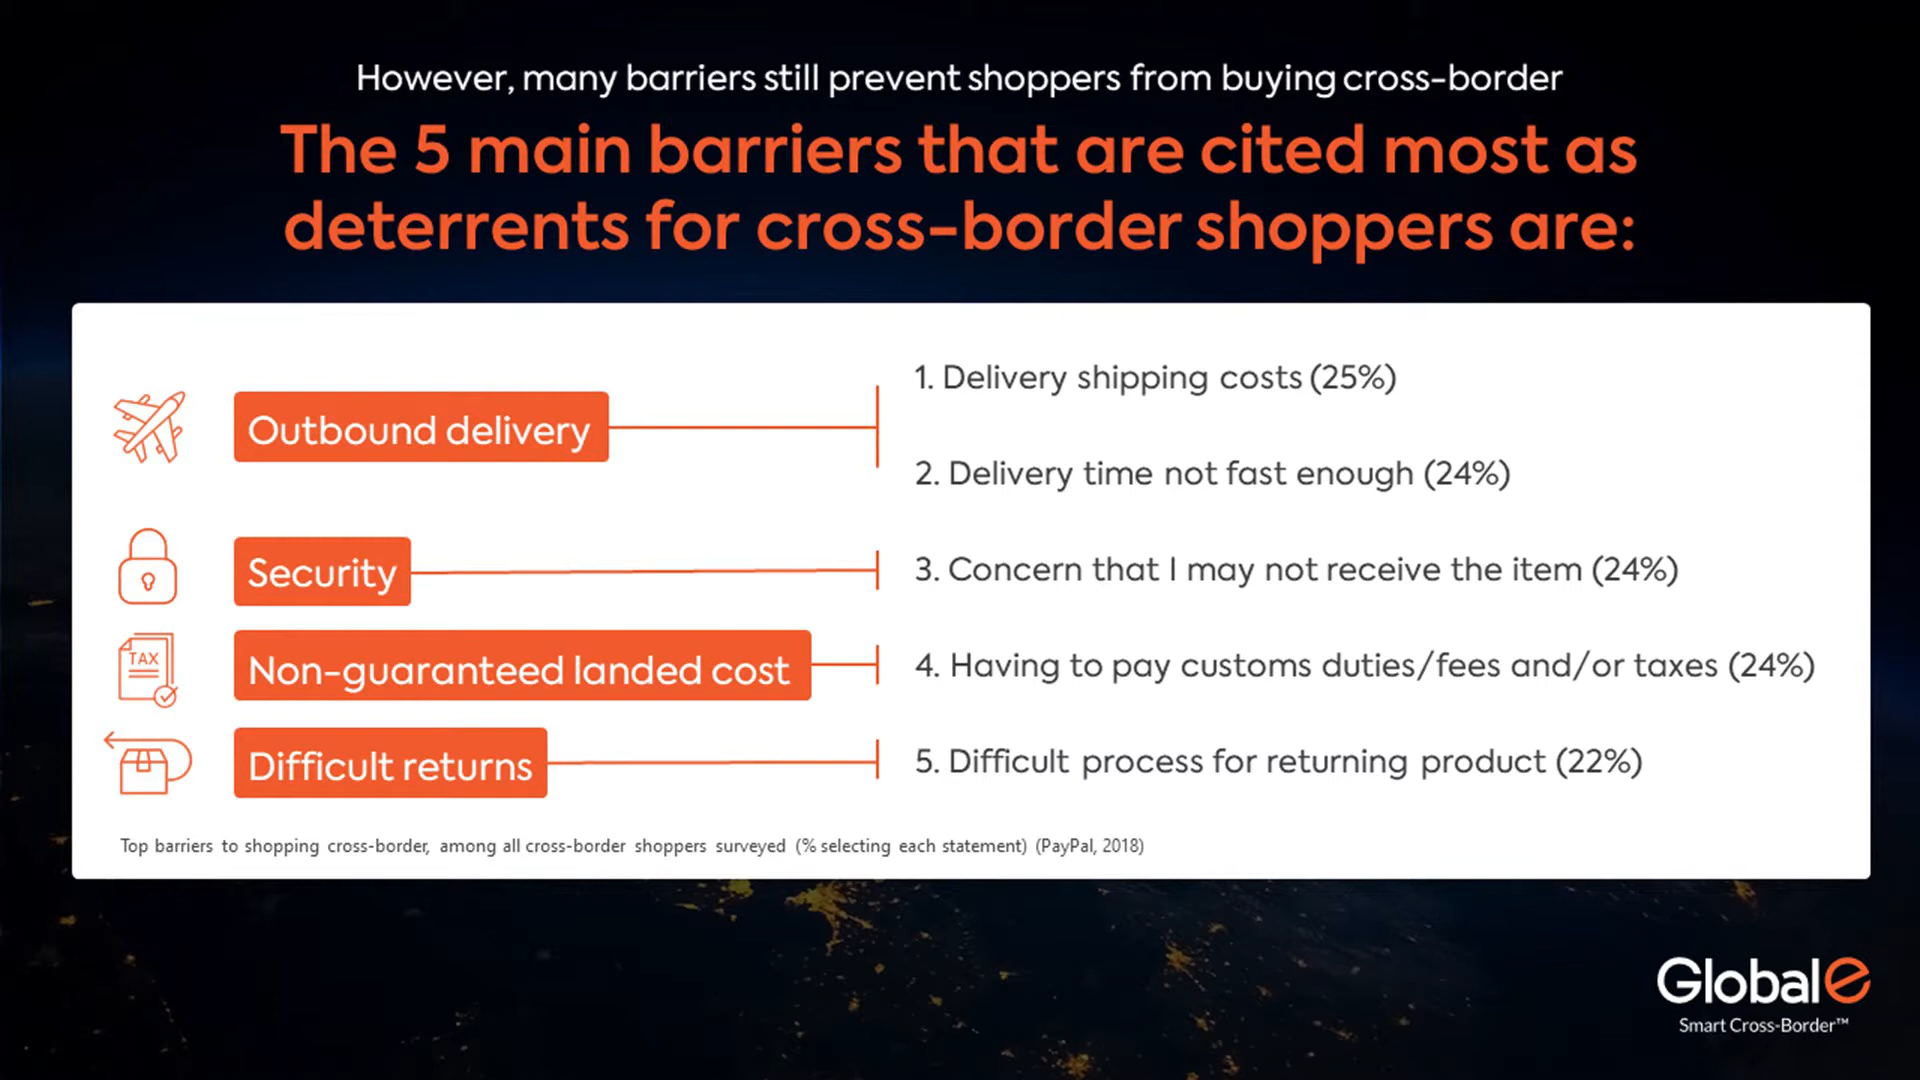 However, many barriers still prevent shoppers from buying cross-border
The 5 main barriers that are cited most as
deterrents for cross-border shoppers are:
Outbound delivery
1. Delivery shipping costs (25%)
2. Delivery time not fast enough (24%)
Security
3. Concern that I may not receive the item (24%)
TAX
Non-guaranteed landed cost
4. Having to pay customs duties/fees and/or taxes (24%)
Difficult returns
5. Difficult process for returning product (22%)
Top barriers to shopping cross-border, among all cross-border shoppers surveyed (% selecting each statement) (PayPal, 2018)
Globale
Smart Cross-Border™